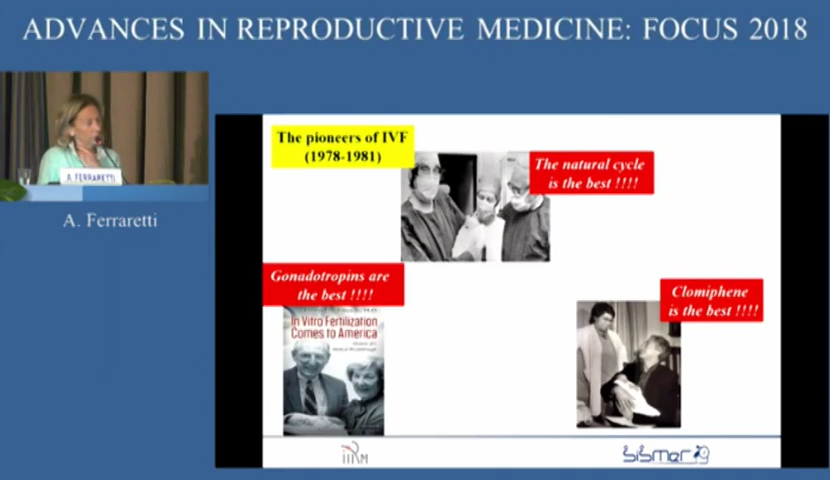 ADVANCES IN REPRODUCTIVE MEDICINE: FOCUS 2018
A. FERRARETTI
A. Ferraretti
The pioneers of IVF
(1978-1981)
The natural cycle
is the best !!!!
Gonadotropins are
the best !!!!
In Vitro Fertilization
Comes to America
Clomiphene
is the best !!!!
sismer